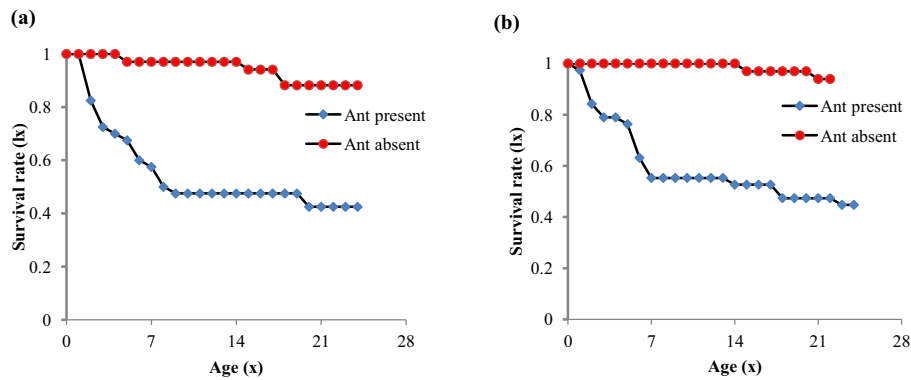 (a)
1
0.8
0.6
0.4
0.2
0
Survival rate (lx)
Ant present
Ant absent
0 7 14 21 28
Age (x)
(b)
1
0.8
0.6
0.4
0.2
0
Survival rate (lx)
Ant present
Ant absent
0 7 14 21 28
Age (x)